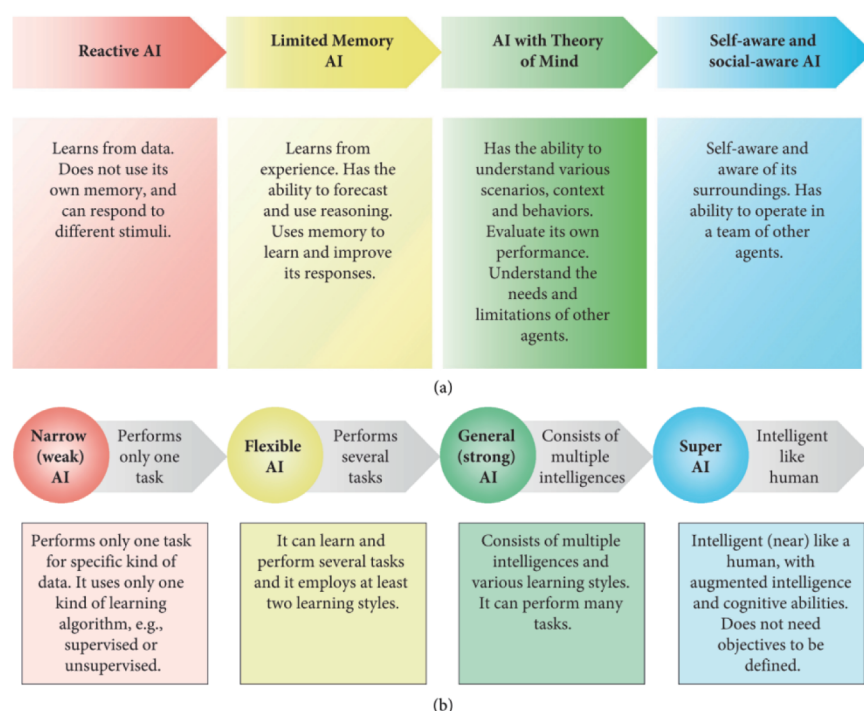 Reactive AI
Limited Memory
AI
AI with Theory
of Mind
Self-aware and
social-aware AI
Learns from data.
Does not use its
own memory, and
can respond to
different stimuli.
Learns from
experience. Has the
ability to forecast
and use reasoning.
Uses memory to
learn and improve
its responses.
Has the ability to
understand various
scenarios, context
and behaviors.
Evaluate its own
performance.
Understand the
needs and
limitations of other
agents.
Self-aware and
aware of its
surroundings. Has
ability to operate in
a team of other
agents.
(a)
Narrow
(weak)
AI
Performs
only one
task
Flexible
AI
Performs
several
tasks
General
(strong)
AI
Consists of
multiple
intelligences
Super
AI
Intelligent
like
human
Performs only one task
for specific kind of
data. It uses only one
kind of learning
algorithm, e.g.,
supervised or
unsupervised.
It can learn and
perform several tasks
and it employs at least
two learning styles.
Consists of multiple
intelligences and
various learning styles.
It can perform many
tasks.
Intelligent (near) like a
human, with
augmented intelligence
and cognitive abilities.
Does not need
objectives to be
defined.
(b)